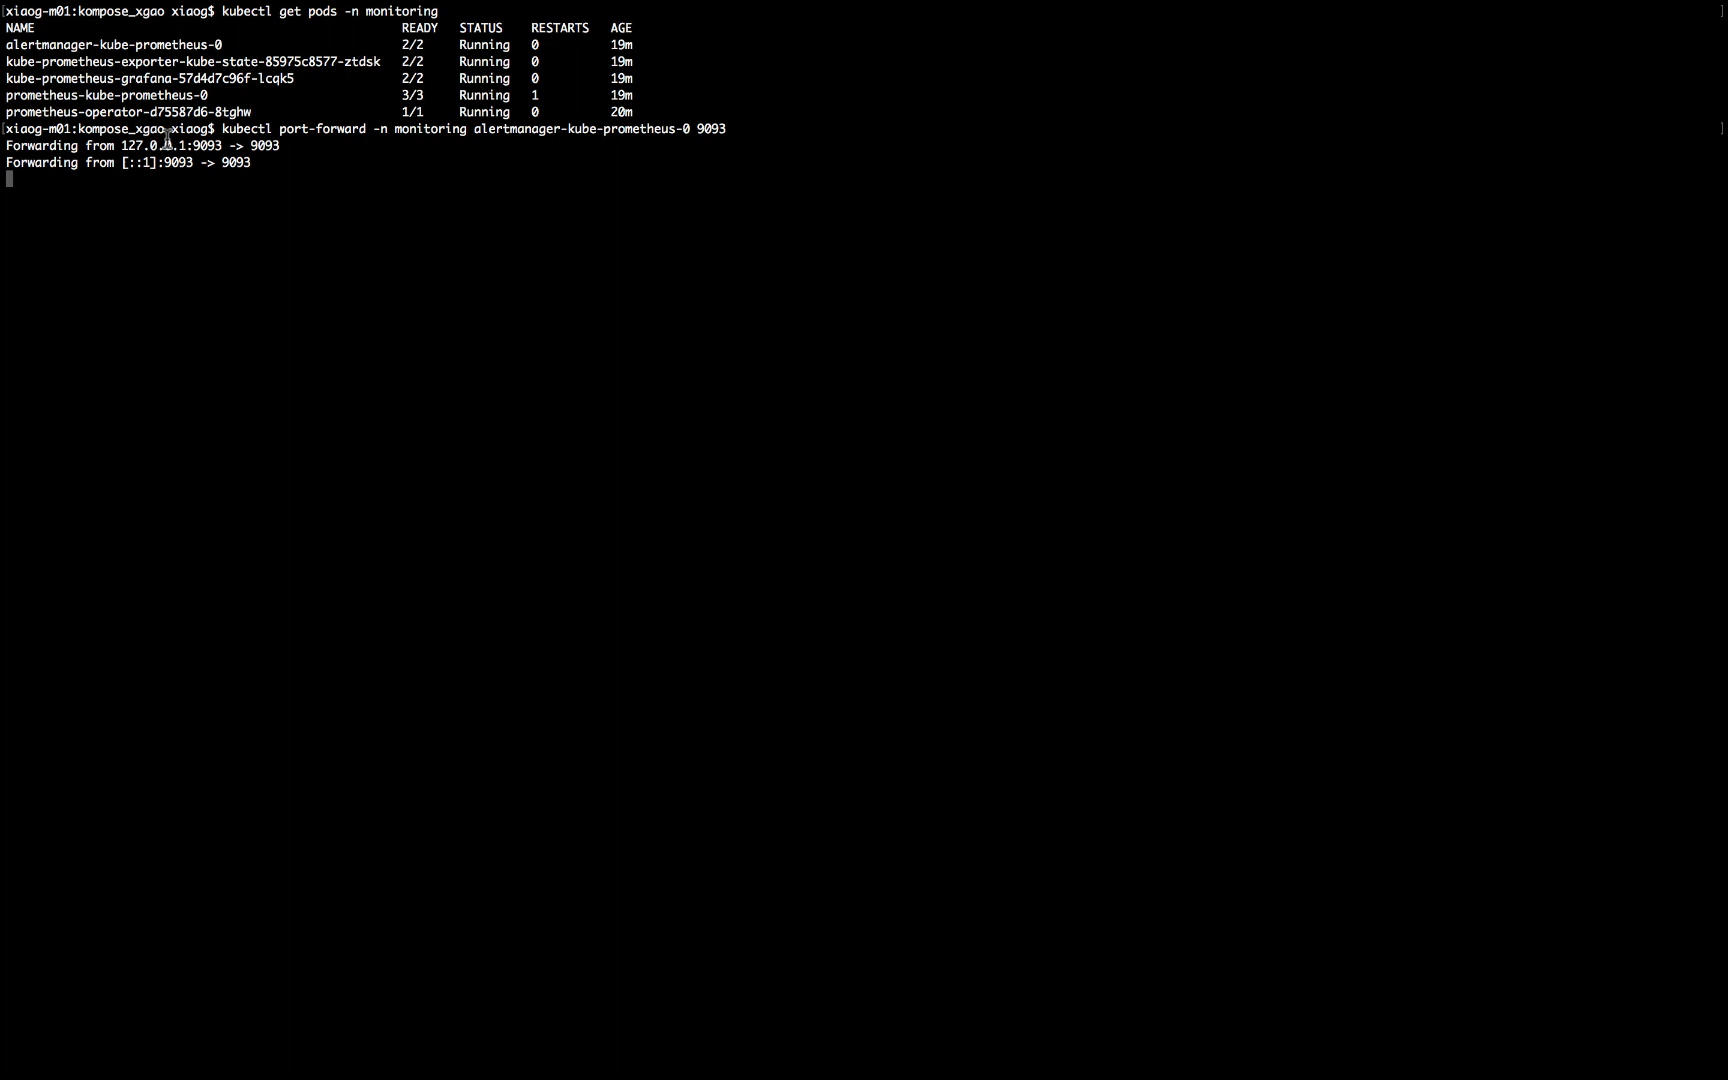 [xiaog-m01:kompose_xgao xiaog$ kubectl get pods -n monitoring ]
NAME READY STATUS RESTARTS AGE
alertmanager-kube-prometheus-0 2/2 Running 0 19m
kube-prometheus-exporter-kube-state-85975c8577-ztdsk 2/2 Running 0 19m
kube-prometheus-grafana-57d4d7c96f-lcqk5 2/2 Running 0 19m
prometheus-kube-prometheus-0 3/3 Running 1 19m
prometheus-operator-d75587d6-8tghw 1/1 Running 0 20m
[xiaog-m01:kompose_xgao xiaog$ kubectl port-forward -n monitoring alertmanager-kube-prometheus-0 9093 ]
Forwarding from 127.0.0.1:9093 -> 9093
Forwarding from [::1]:9093 -> 9093